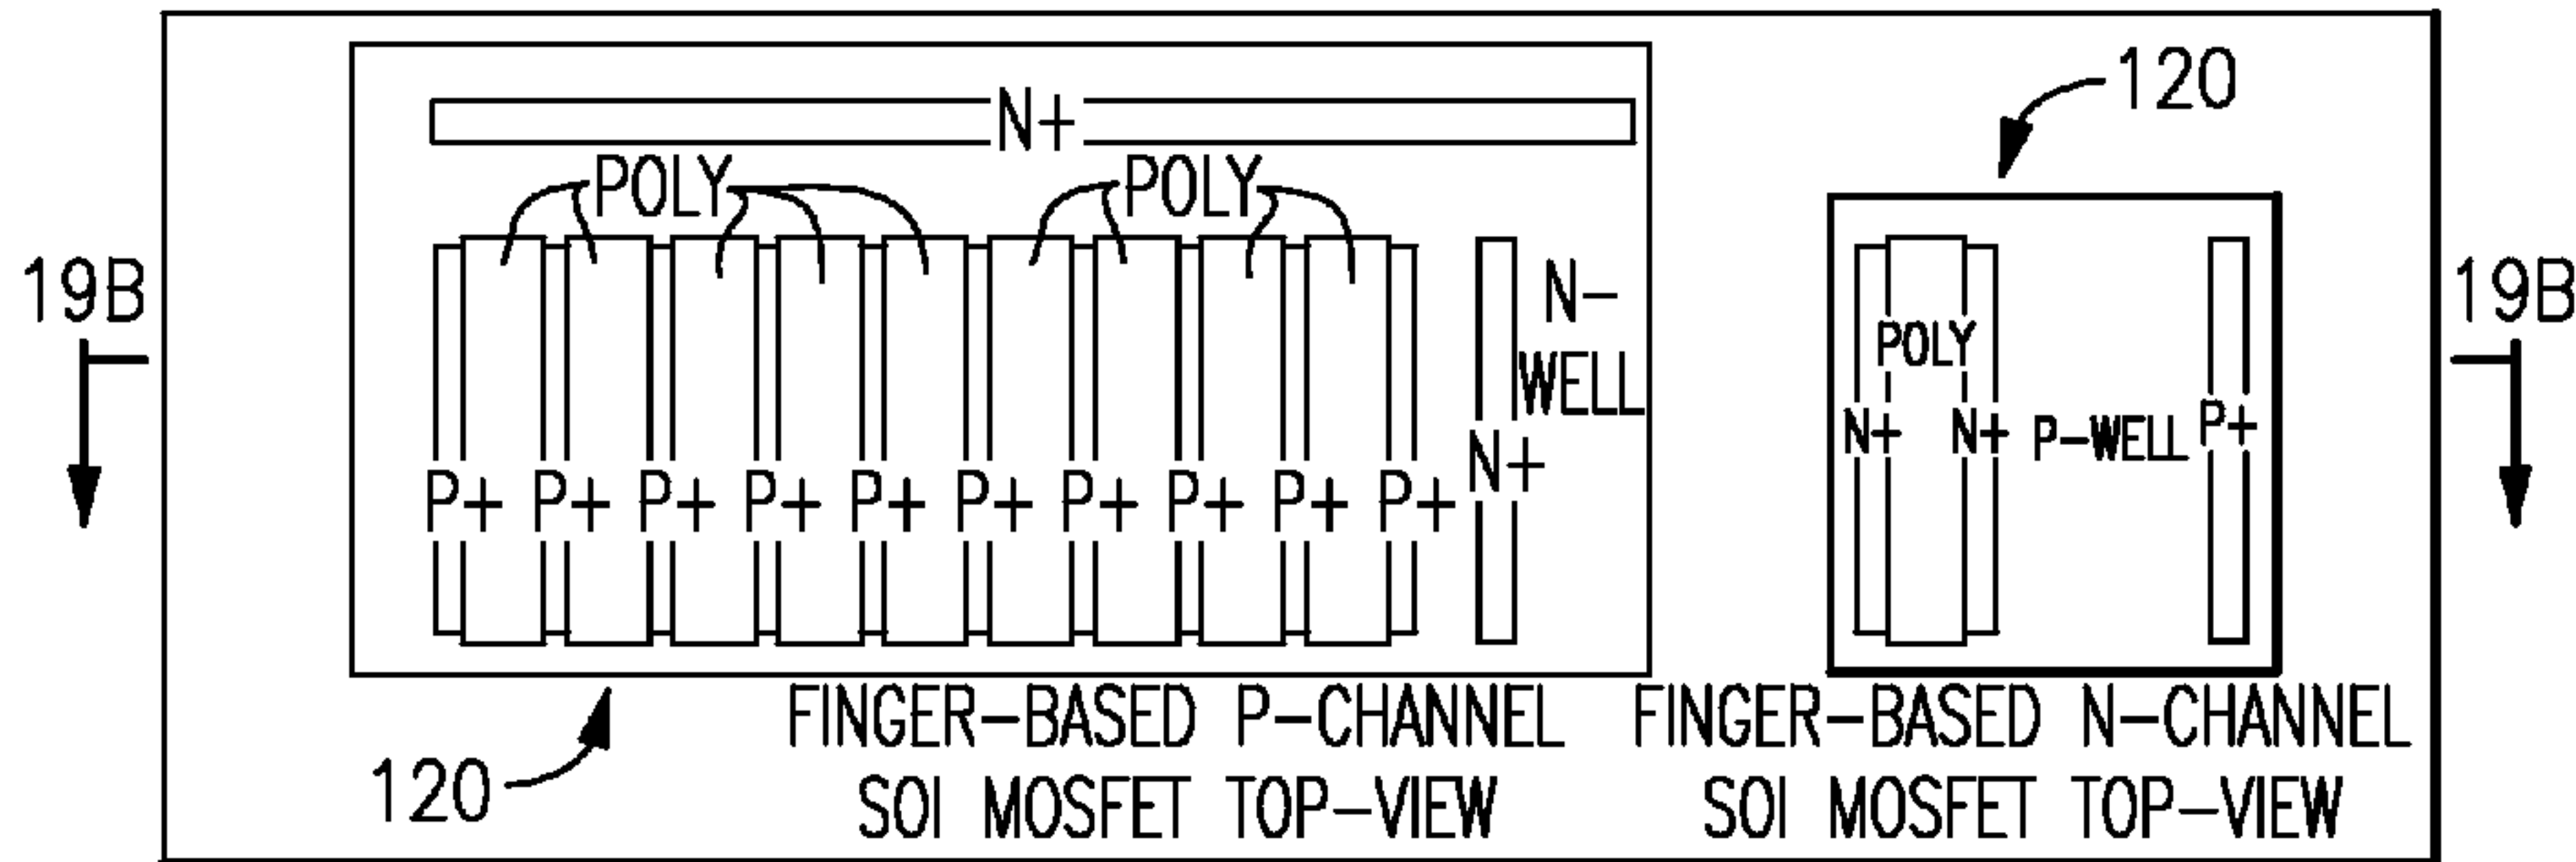 120
N+
POLY POLY
19B
N-
WELL
N+
P+ P+ P+ P+ P+ P+ P+ P+ P+ P+
POLY
N+ N+ P-WELL P+
19B
FINGER-BASED P-CHANNEL
SOI MOSFET TOP-VIEW
FINGER-BASED N-CHANNEL
SOI MOSFET TOP-VIEW
120